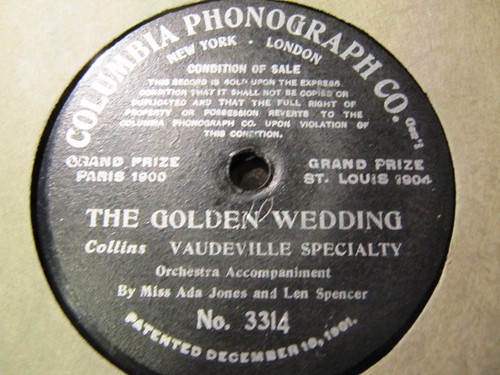 COLUMBIA PHONOGRAPH CO. Gen'l
NEW YORK - LONDON
CONDITION OF SALE
THIS RECORD IS SOLD UPON THE EXPRESS
CONDITION THAT IT SHALL NOT BE COPIED OR
DUPLICATED AND THAT THE FULL RIGHT OF
PROPERTY OR POSSESSION REVERTS TO THE
COLUMBIA PHONOGRAPH CO. UPON VIOLATION OF
THIS CONDITION.
GRAND PRIZE
PARIS 1900
GRAND PRIZE
ST. LOUIS 1904
THE GOLDEN WEDDING
Collins VAUDEVILLE SPECIALTY
Orchestra Accompaniment
By Miss Ada Jones and Len Spencer
No. 3314
PATENTED DECEMBER 10, 1901.